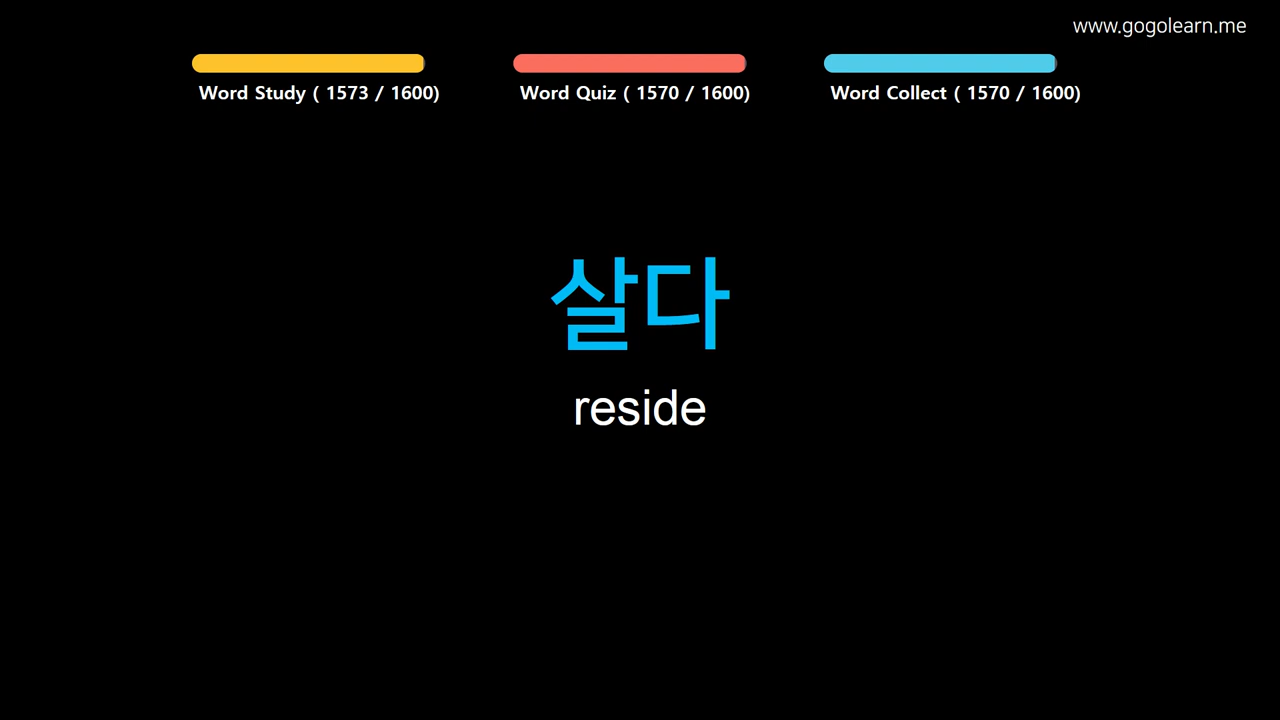 www.gogolearn.me
Word Study ( 1573 / 1600)
Word Quiz ( 1570 / 1600)
Word Collect ( 1570 / 1600)
살다
reside